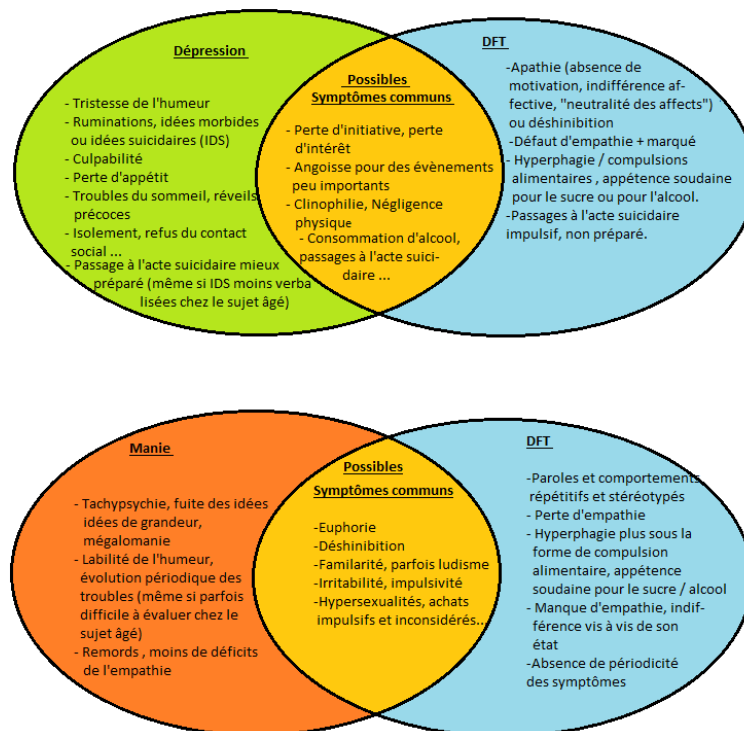 Dépression
- Tristesse de l'humeur
- Ruminations, idées morbides
ou idées suicidaires (IDS)
- Culpabilité
- Perte d'appétit
- Troubles du sommeil, réveils
précoces
- Isolement, refus du contact
social ...
- Passage à l'acte suicidaire mieux
préparé (même si IDS moins verba
lisées chez le sujet âgé)
Possibles
Symptômes communs
- Perte d'initiative, perte
d'intérêt
- Angoisse pour des évènements
peu importants
- Clinophilie, Négligence
physique
- Consommation d'alcool,
passages à l'acte suici-
daire ...
DFT
-Apathie (absence de
motivation, indifférence af-
fective, "neutralité des affects")
ou déshinibition
-Défaut d'empathie + marqué
- Hyperphagie / compulsions
alimentaires , appétence soudaine
pour le sucre ou pour l'alcool.
-Passages à l'acte suicidaire
impulsif, non préparé.
Manie
- Tachypsychie, fuite des idées
idées de grandeur,
mégalomanie
- Labilité de l'humeur,
évolution périodique des
troubles (même si parfois
difficile à évaluer chez le
sujet âgé)
- Remords , moins de déficits
de l'empathie
Possibles
Symptômes communs
-Euphorie
-Déshinibition
-Familarité, parfois ludisme
-Irritabilité, impulsivité
-Hypersexualités, achats
impulsifs et inconsidérés...
DFT
-Paroles et comportements
répétitifs et stéréotypés
- Perte d'empathie
- Hyperphagie plus sous la
forme de compulsion
alimentaire, appétence
soudaine pour le sucre / alcool
- Manque d'empathie, indif-
férence vis à vis de son
état
-Absence de périodicité
des symptômes